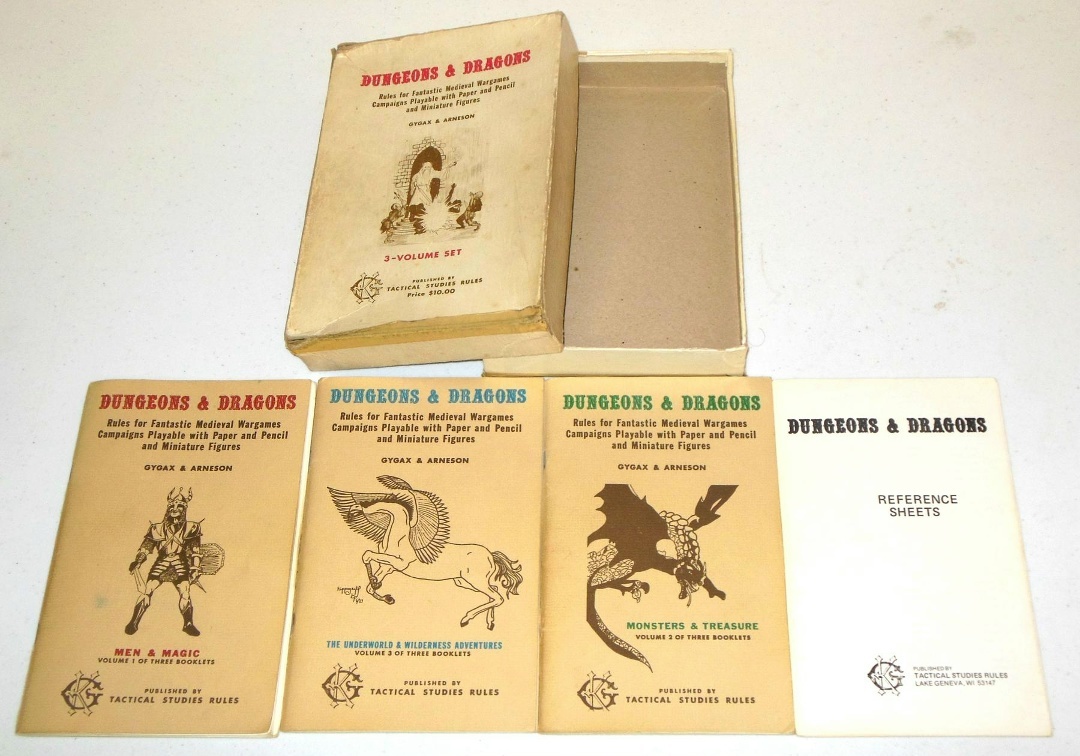 DUNGEONS & DRAGONS
Rules for Fantastic Medieval Wargames
Campaigns Playable with Paper and Pencil
and Miniature Figures
GYGAX & ARNESON
3-VOLUME SET
PUBLISHED BY
TACTICAL STUDIES RULES
Price $10.00
DUNGEONS & DRAGONS
Rules for Fantastic Medieval Wargames
Campaigns Playable with Paper and Pencil
and Miniature Figures
GYGAX & ARNESON
MEN & MAGIC
VOLUME 1 OF THREE BOOKLETS
PUBLISHED BY
TACTICAL STUDIES RULES
DUNGEONS & DRAGONS
Rules for Fantastic Medieval Wargames
Campaigns Playable with Paper and Pencil
and Miniature Figures
GYGAX & ARNESON
THE UNDERWORLD & WILDERNESS ADVENTURES
VOLUME 3 OF THREE BOOKLETS
PUBLISHED BY
TACTICAL STUDIES RULES
DUNGEONS & DRAGONS
Rules for Fantastic Medieval Wargames
Campaigns Playable with Paper and Pencil
and Miniature Figures
GYGAX & ARNESON
MONSTERS & TREASURE
VOLUME 2 OF THREE BOOKLETS
PUBLISHED BY
TACTICAL STUDIES RULES
DUNGEONS & DRAGONS
REFERENCE
SHEETS
PUBLISHED BY
TACTICAL STUDIES RULES
LAKE GENEVA, WI 53147